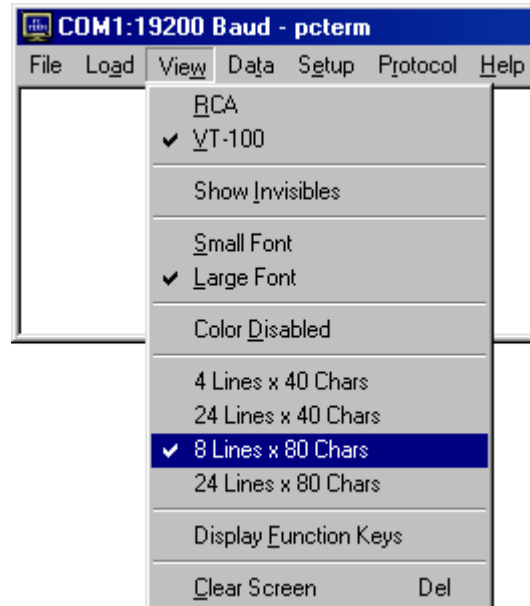 COM1:19200 Baud - pcterm
File Load View Data Setup Protocol Help
RCA
VT-100
Show Invisibles
Small Font
Large Font
Color Disabled
4 Lines x 40 Chars
24 Lines x 40 Chars
8 Lines x 80 Chars
24 Lines x 80 Chars
Display Function Keys
Clear Screen Del